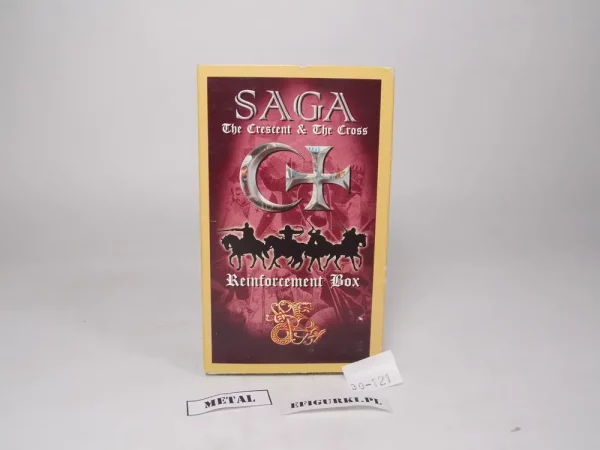 SAGA
The Crescent & The Cross
Reinforcement Box
30-121
METAL
EFIGURKI.PL